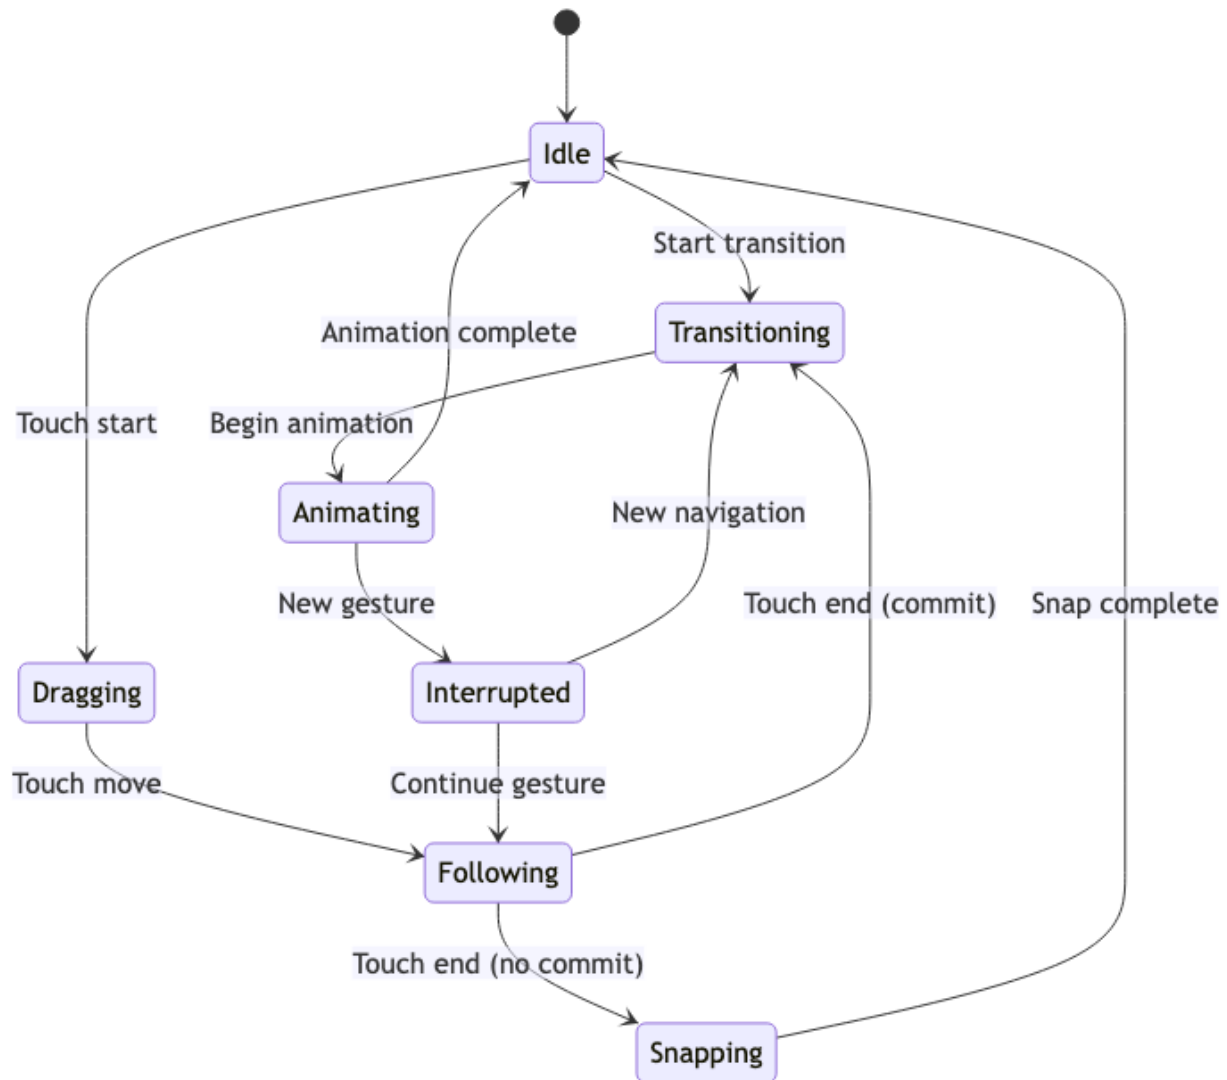 Idle
Start transition
Transitioning
Animation complete
Touch start
Begin animation
Animating
New navigation
New gesture
Touch end (commit)
Snap complete
Dragging
Interrupted
Touch move
Continue gesture
Following
Touch end (no commit)
Snapping